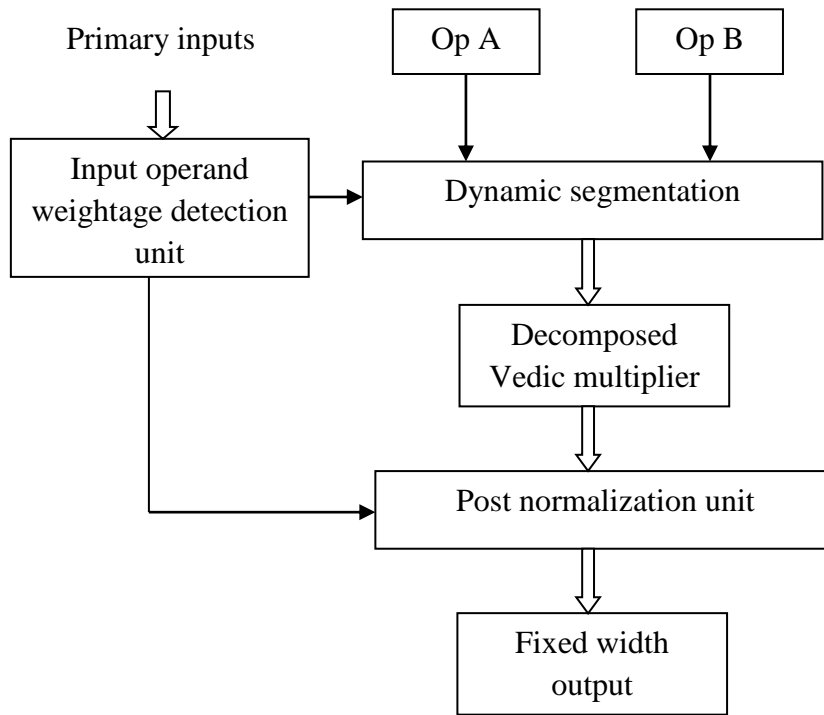 Primary inputs
Op A
Op B
Input operand
weightage detection
unit
Dynamic segmentation
Decomposed
Vedic multiplier
Post normalization unit
Fixed width
output